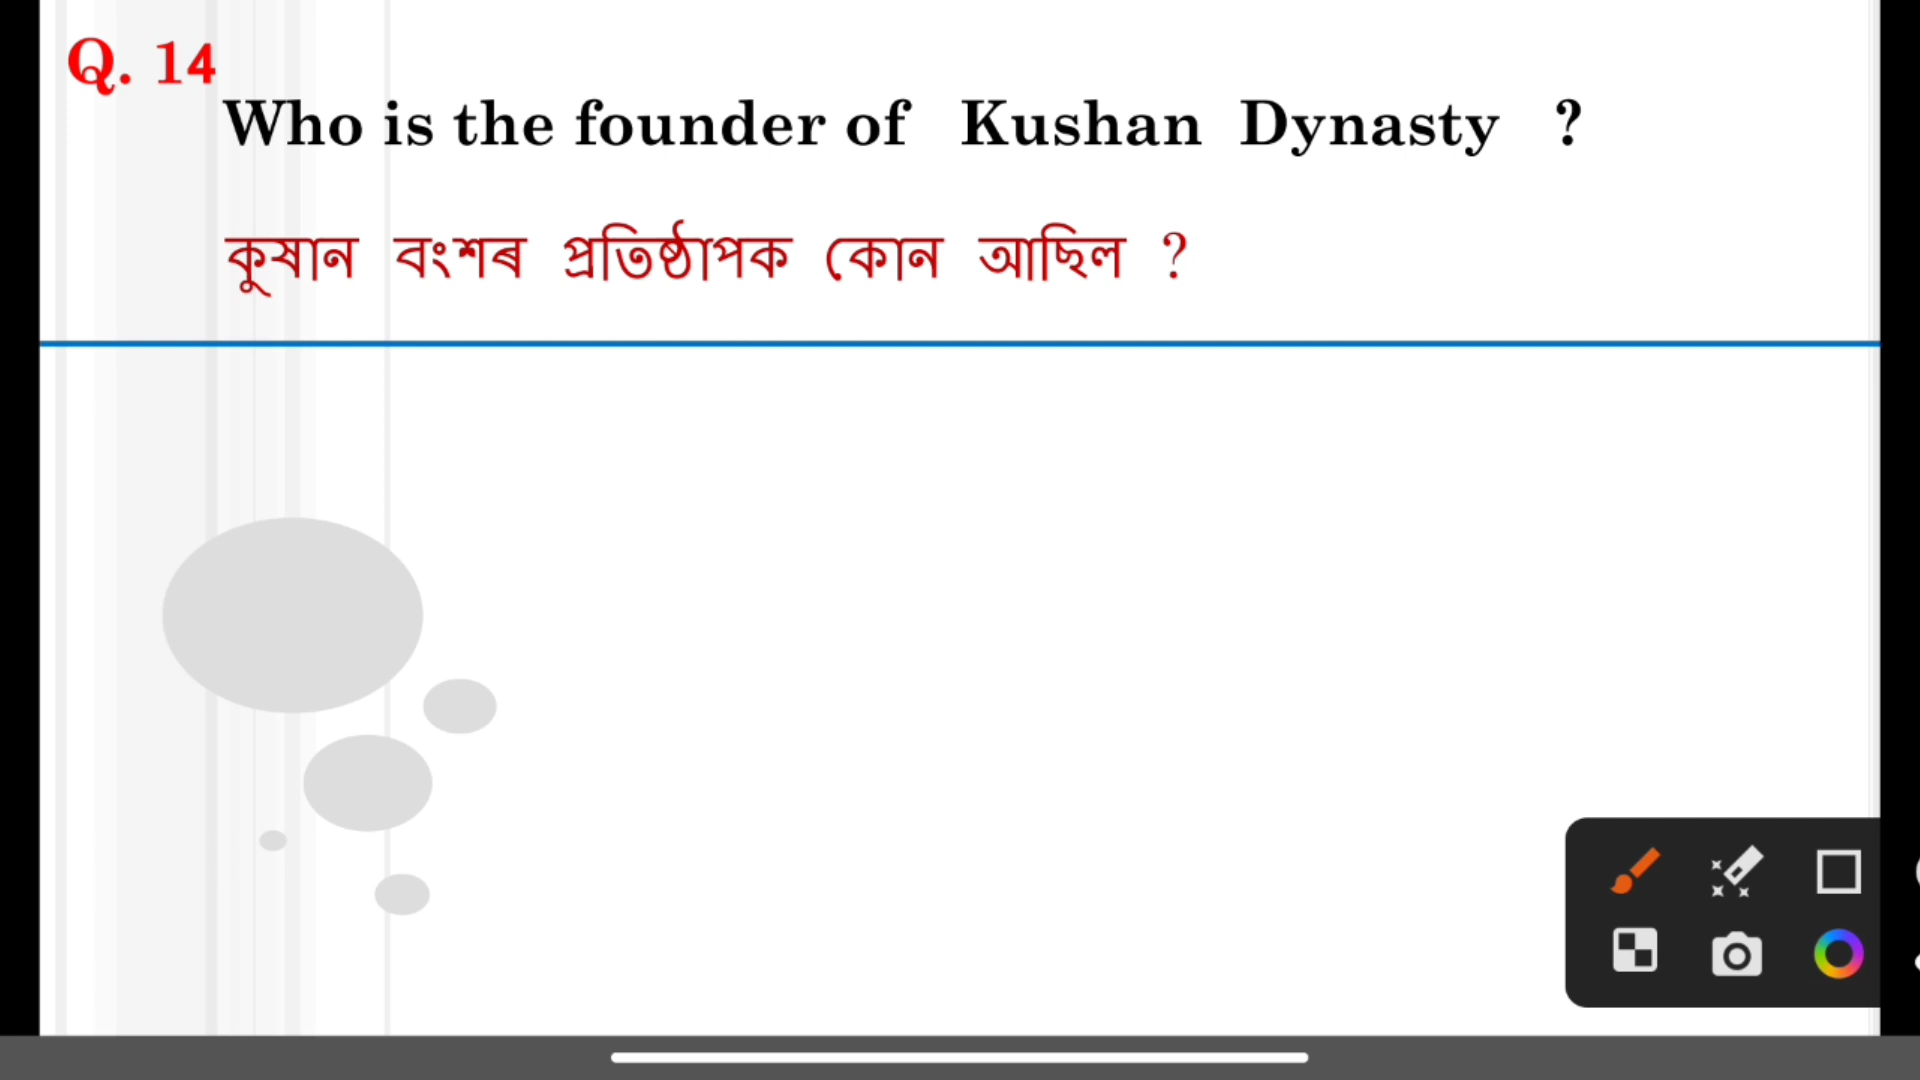 Q. 14
Who is the founder of Kushan Dynasty ?
কুষান বংশৰ প্ৰতিষ্ঠাপক কোন আছিল ?